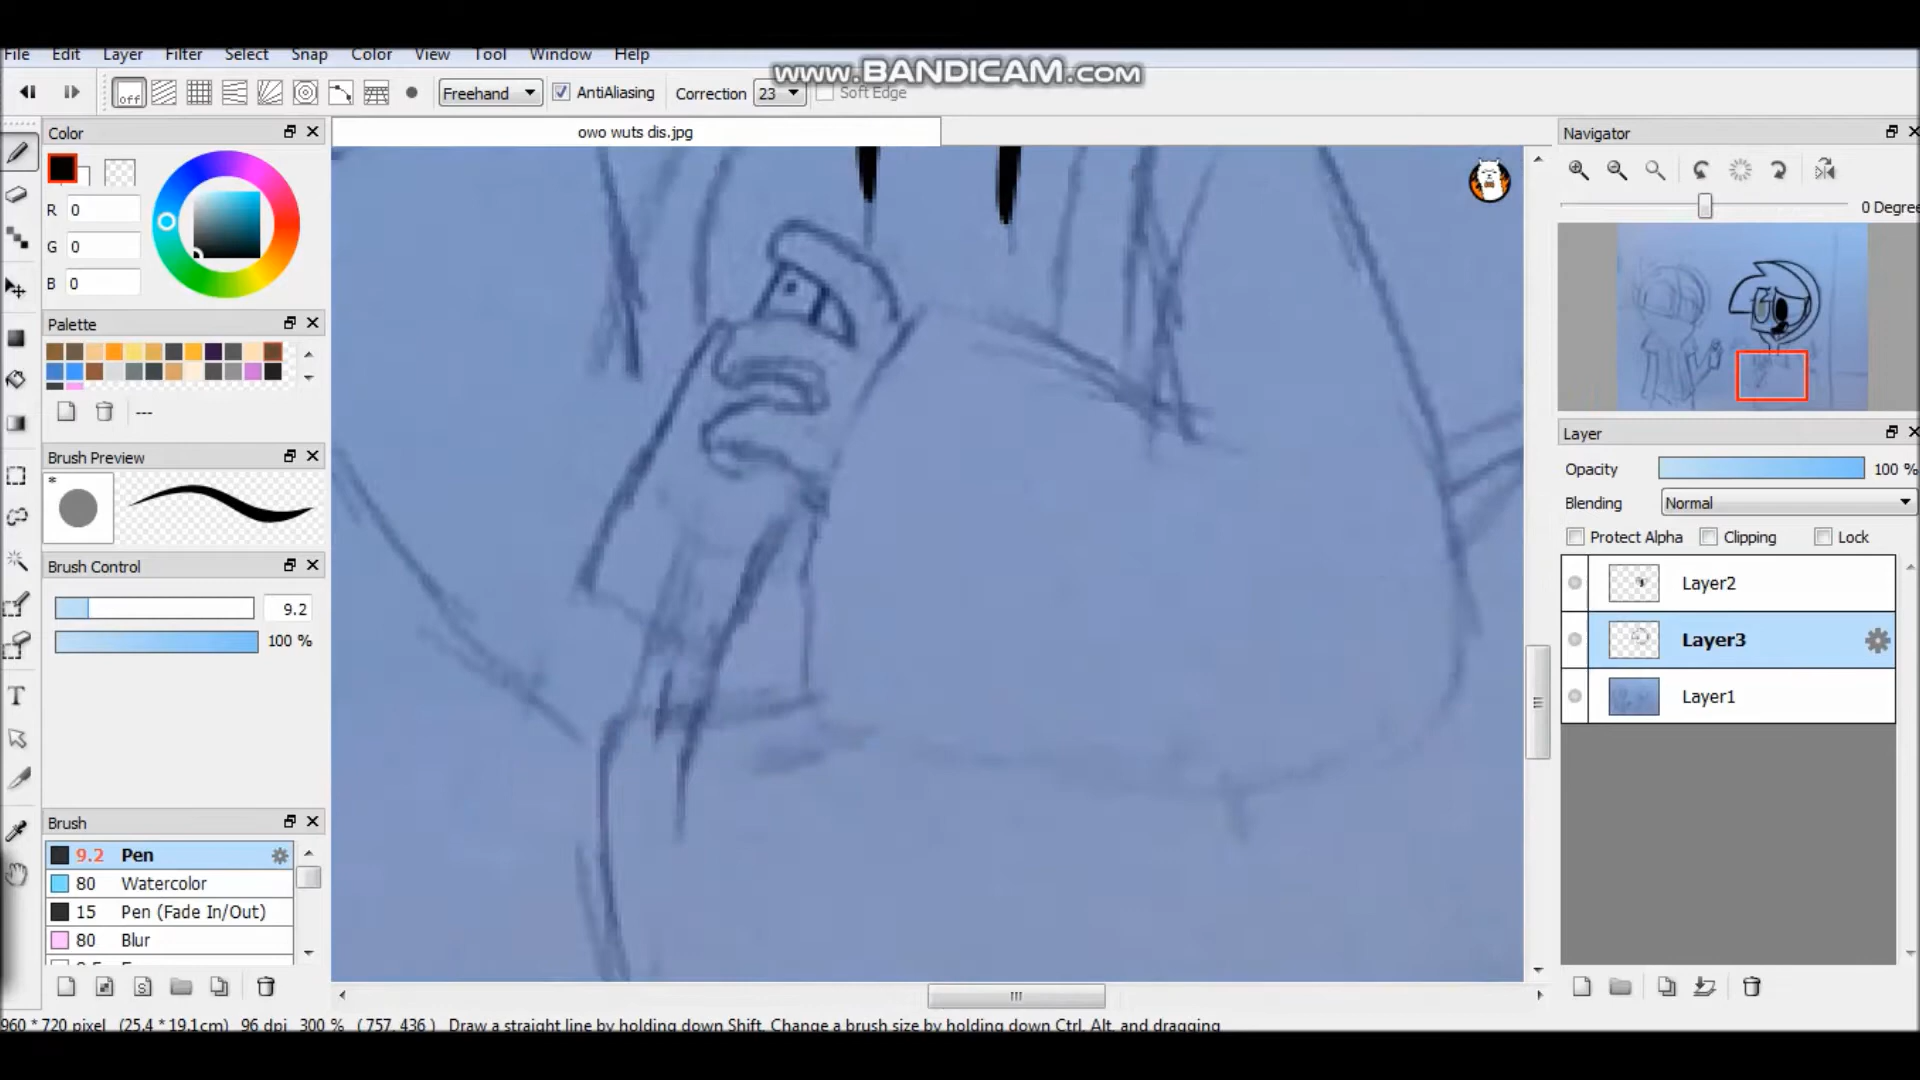 File Edit Layer Filter Select Snap Color View Tool Window Help
www.BANDICAM.com
off Freehand AntiAliasing Correction 23 Soft Edge
Color
owo wuts dis.jpg
Navigator
R 0
G 0
B 0
0 Degree
Palette
---
Layer
Opacity 100 %
Blending Normal
Protect Alpha Clipping Lock
Brush Preview
*
Layer2
Layer3
Layer1
Brush Control
9.2
100 %
T
Brush
9.2 Pen
80 Watercolor
15 Pen (Fade In/Out)
80 Blur
960 * 720 pixel (25.4 * 19.1cm) 96 dpi 300 % (757, 436) Draw a straight line by holding down Shift, Change a brush size by holding down Ctrl, Alt, and dragging